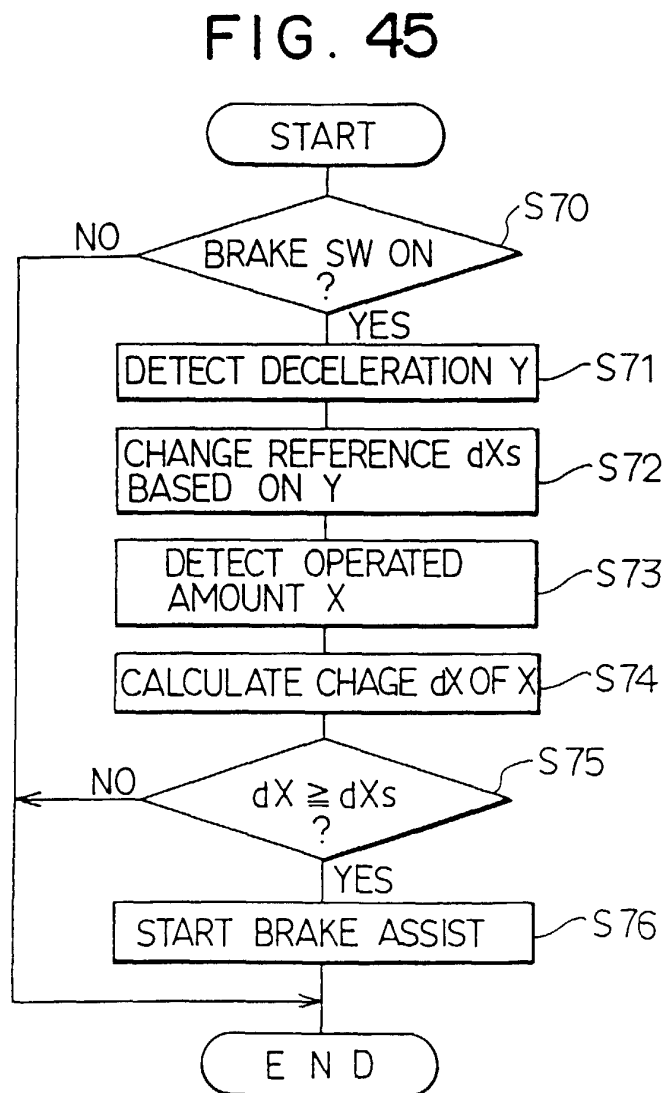 FIG. 45
START
S70
NO
BRAKE SW ON
?
YES
DETECT DECELERATION Y
S71
CHANGE REFERENCE dXs
BASED ON Y
S72
DETECT OPERATED
AMOUNT X
S73
CALCULATE CHAGE dX OF X
S74
S75
NO
dX ≧ dXs
?
YES
START BRAKE ASSIST
S76
END